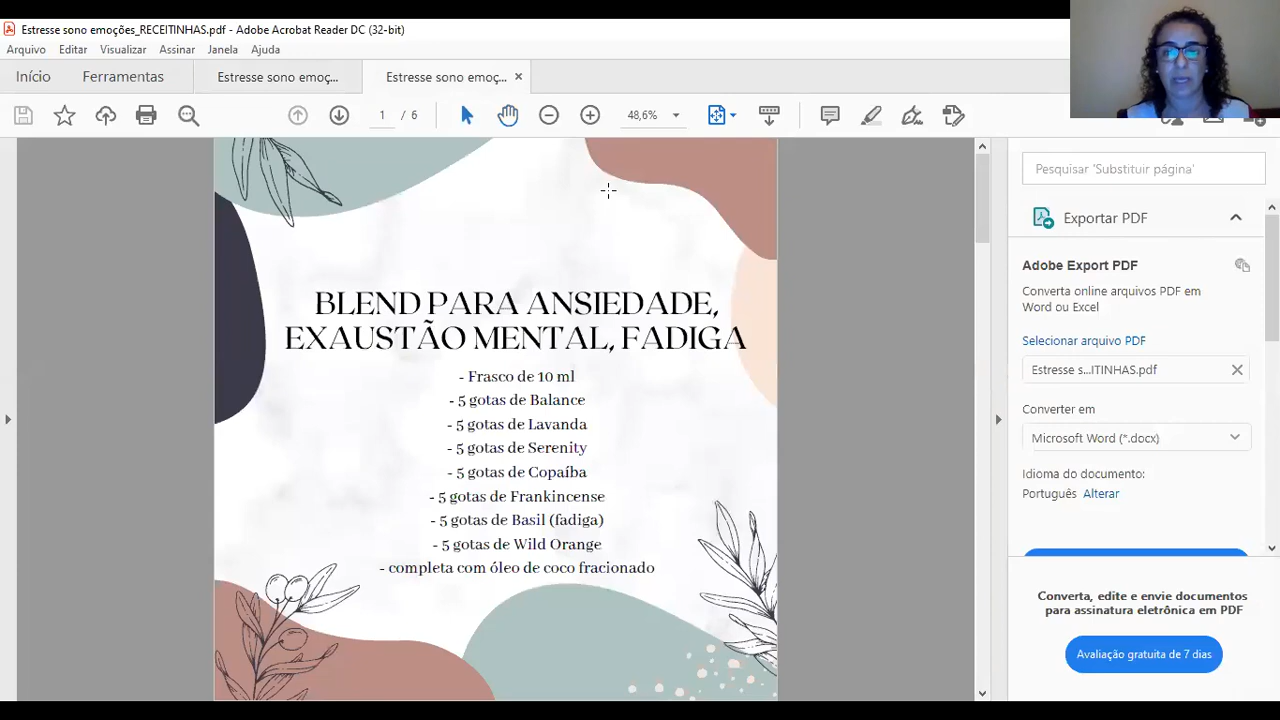 Estresse sono emoções_RECEITINHAS.pdf - Adobe Acrobat Reader DC (32-bit)
Arquivo Editar Visualizar Assinar Janela Ajuda
Início Ferramentas Estresse sono emoç... Estresse sono emoç... ×
1 / 6 48,6%
BLEND PARA ANSIEDADE,
EXAUSTÃO MENTAL, FADIGA
- Frasco de 10 ml
- 5 gotas de Balance
- 5 gotas de Lavanda
- 5 gotas de Serenity
- 5 gotas de Copaíba
- 5 gotas de Frankincense
- 5 gotas de Basil (fadiga)
- 5 gotas de Wild Orange
- completa com óleo de coco fracionado
Pesquisar 'Substituir página'
Exportar PDF
Adobe Export PDF
Converta online arquivos PDF em
Word ou Excel
Selecionar arquivo PDF
Estresse s...ITINHAS.pdf
Converter em
Microsoft Word (*.docx)
Idioma do documento:
Português Alterar
Converta, edite e envie documentos
para assinatura eletrônica em PDF
Avaliação gratuita de 7 dias